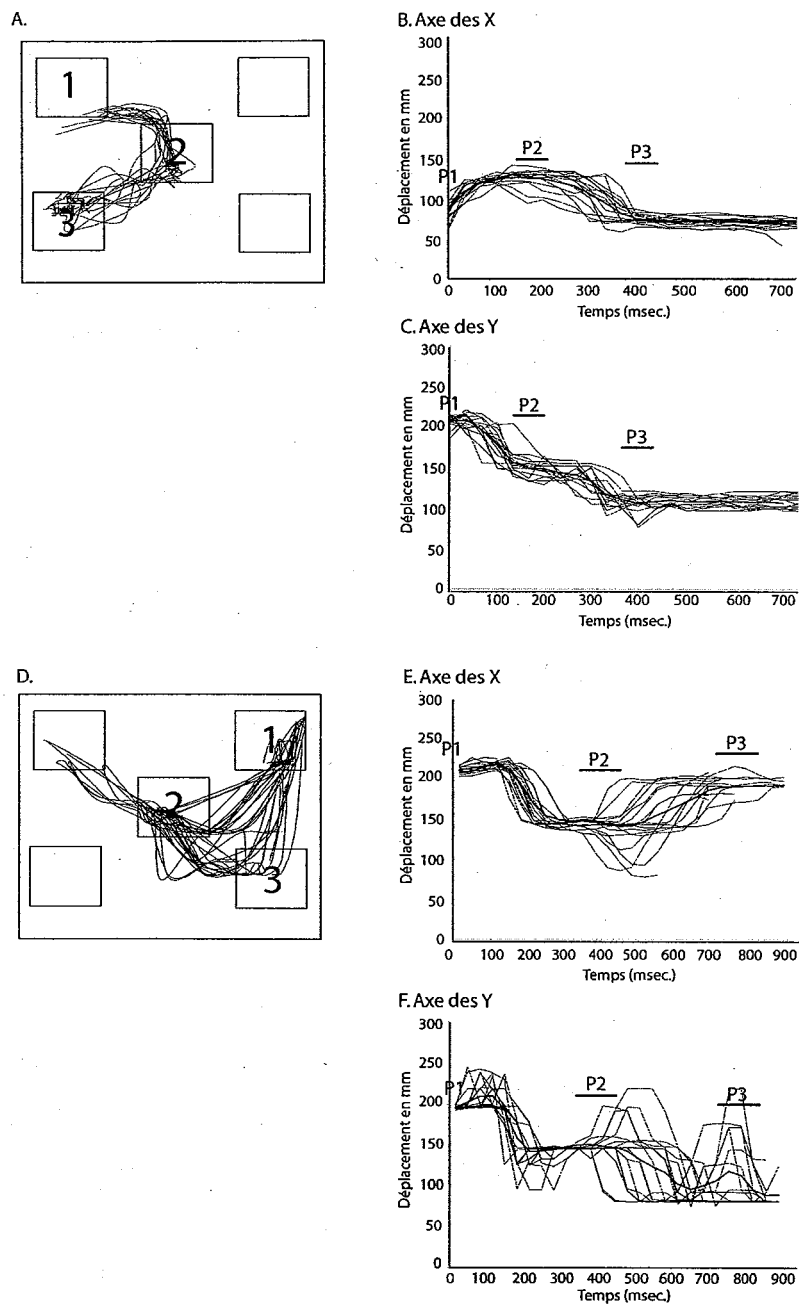 A.
1
2
3
B. Axe des X
Déplacement en mm
300
250
200
150
100
50
0
P1
P2
P3
0 100 200 300 400 500 600 700
Temps (msec.)
C. Axe des Y
Déplacement en mm
300
250
200
150
100
50
0
P1
P2
P3
0 100 200 300 400 500 600 700
Temps (msec.)
D.
1
2
3
E. Axe des X
Déplacement en mm
300
250
200
150
100
50
0
P1
P2
P3
0 100 200 300 400 500 600 700 800 900
Temps (msec.)
F. Axe des Y
Déplacement en mm
300
250
200
150
100
50
0
P1
P2
P3
0 100 200 300 400 500 600 700 800 900
Temps (msec.)